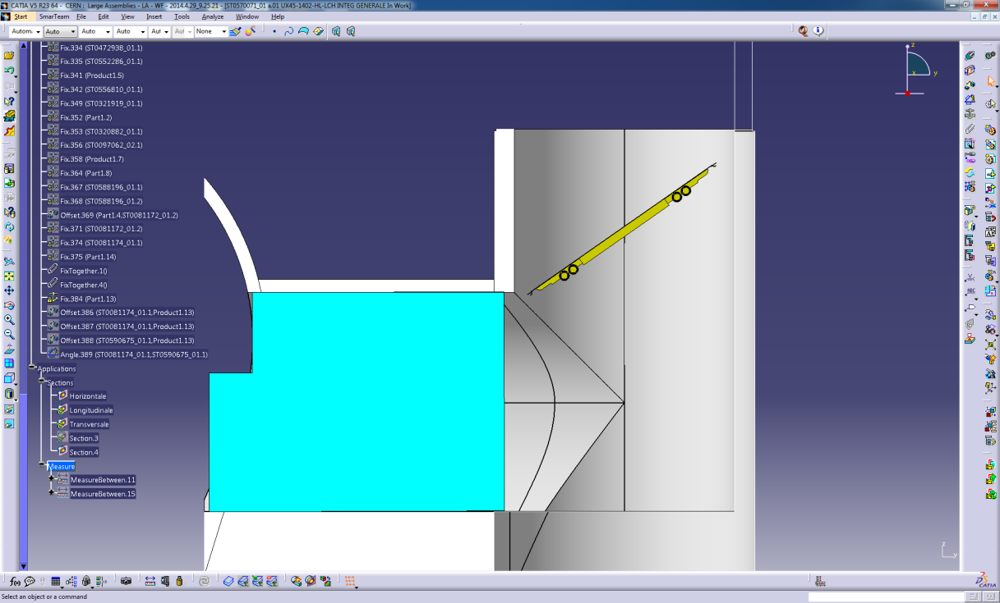 CATIA V5 R23 64 - CERN : Large Assemblies - LA - WF - 2014.4.29_9.25.21 - [ST0570071_01 a.01 UX45-1402-HL-LCH INTEG GENERALE In Work]
Start SmarTeam File Edit View Insert Tools Analyze Window Help
Autom Auto Auto Auto Aut Aut None
Fix.334 (ST0472938_01.1)
Fix.335 (ST0552286_01.1)
Fix.341 (Product1.5)
Fix.342 (ST0556810_01.1)
Fix.349 (ST0321919_01.1)
Fix.352 (Part1.2)
Fix.353 (ST0320882_01.1)
Fix.356 (ST0097062_02.1)
Fix.358 (Product1.7)
Fix.364 (Part1.8)
Fix.367 (ST0588196_01.1)
Fix.368 (ST0588196_01.2)
Offset.369 (Part1.4,ST0081172_01.2)
Fix.371 (ST0081172_01.2)
Fix.374 (ST0081174_01.1)
Fix.375 (Part1.14)
FixTogether.1()
FixTogether.4()
Fix.384 (Part1.13)
Offset.386 (ST0081174_01.1,Product1.13)
Offset.387 (ST0081174_01.1,Product1.13)
Offset.388 (ST0590675_01.1,Product1.13)
Angle.389 (ST0081174_01.1,ST0590675_01.1)
Applications
Sections
Horizontale
Longitudinale
Transversale
Section.3
Section.4
Measure
MeasureBetween.11
MeasureBetween.15
z
x y
z
y
f(x)
CATIA
Select an object or a command